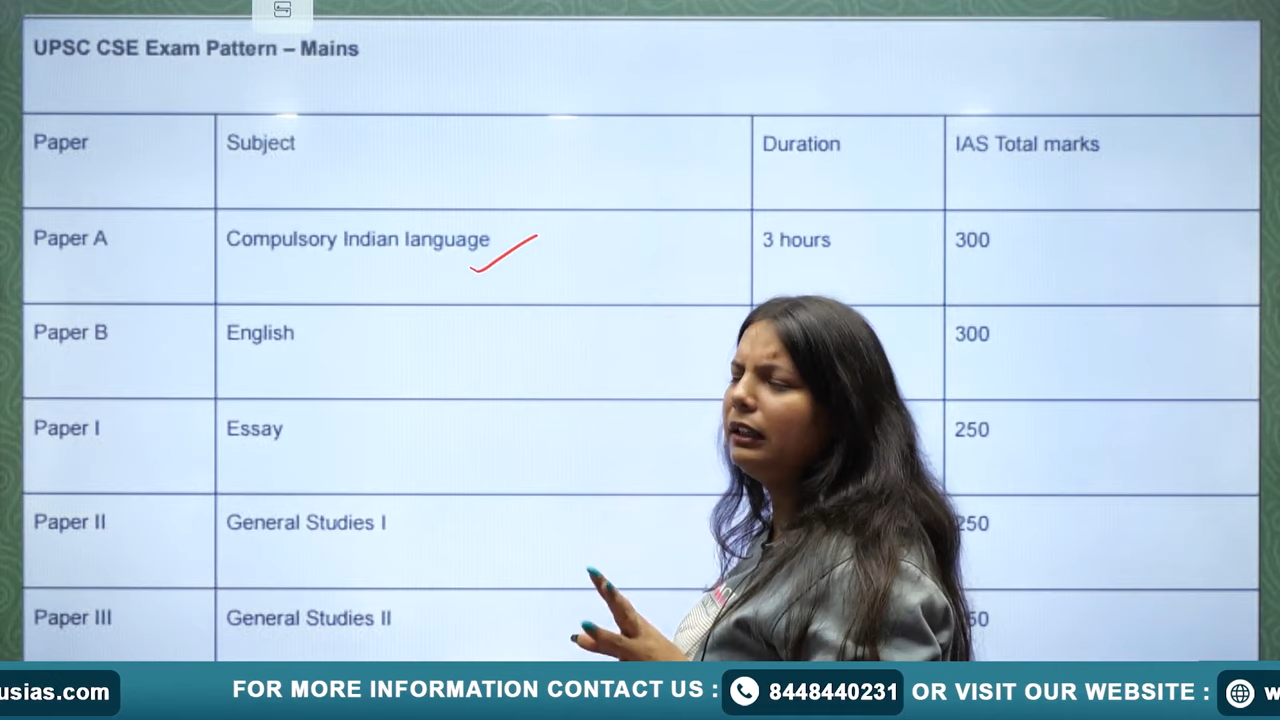 UPSC CSE Exam Pattern – Mains
Paper Subject Duration IAS Total marks
Paper A Compulsory Indian language 3 hours 300
Paper B English 300
Paper I Essay 250
Paper II General Studies I 250
Paper III General Studies II
usias.com FOR MORE INFORMATION CONTACT US : 8448440231 OR VISIT OUR WEBSITE : w